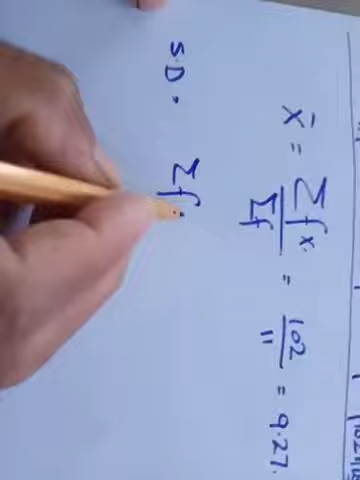 x̄ = Σfx / Σf = 102 / 11 = 9.27.
S.D. Σf.